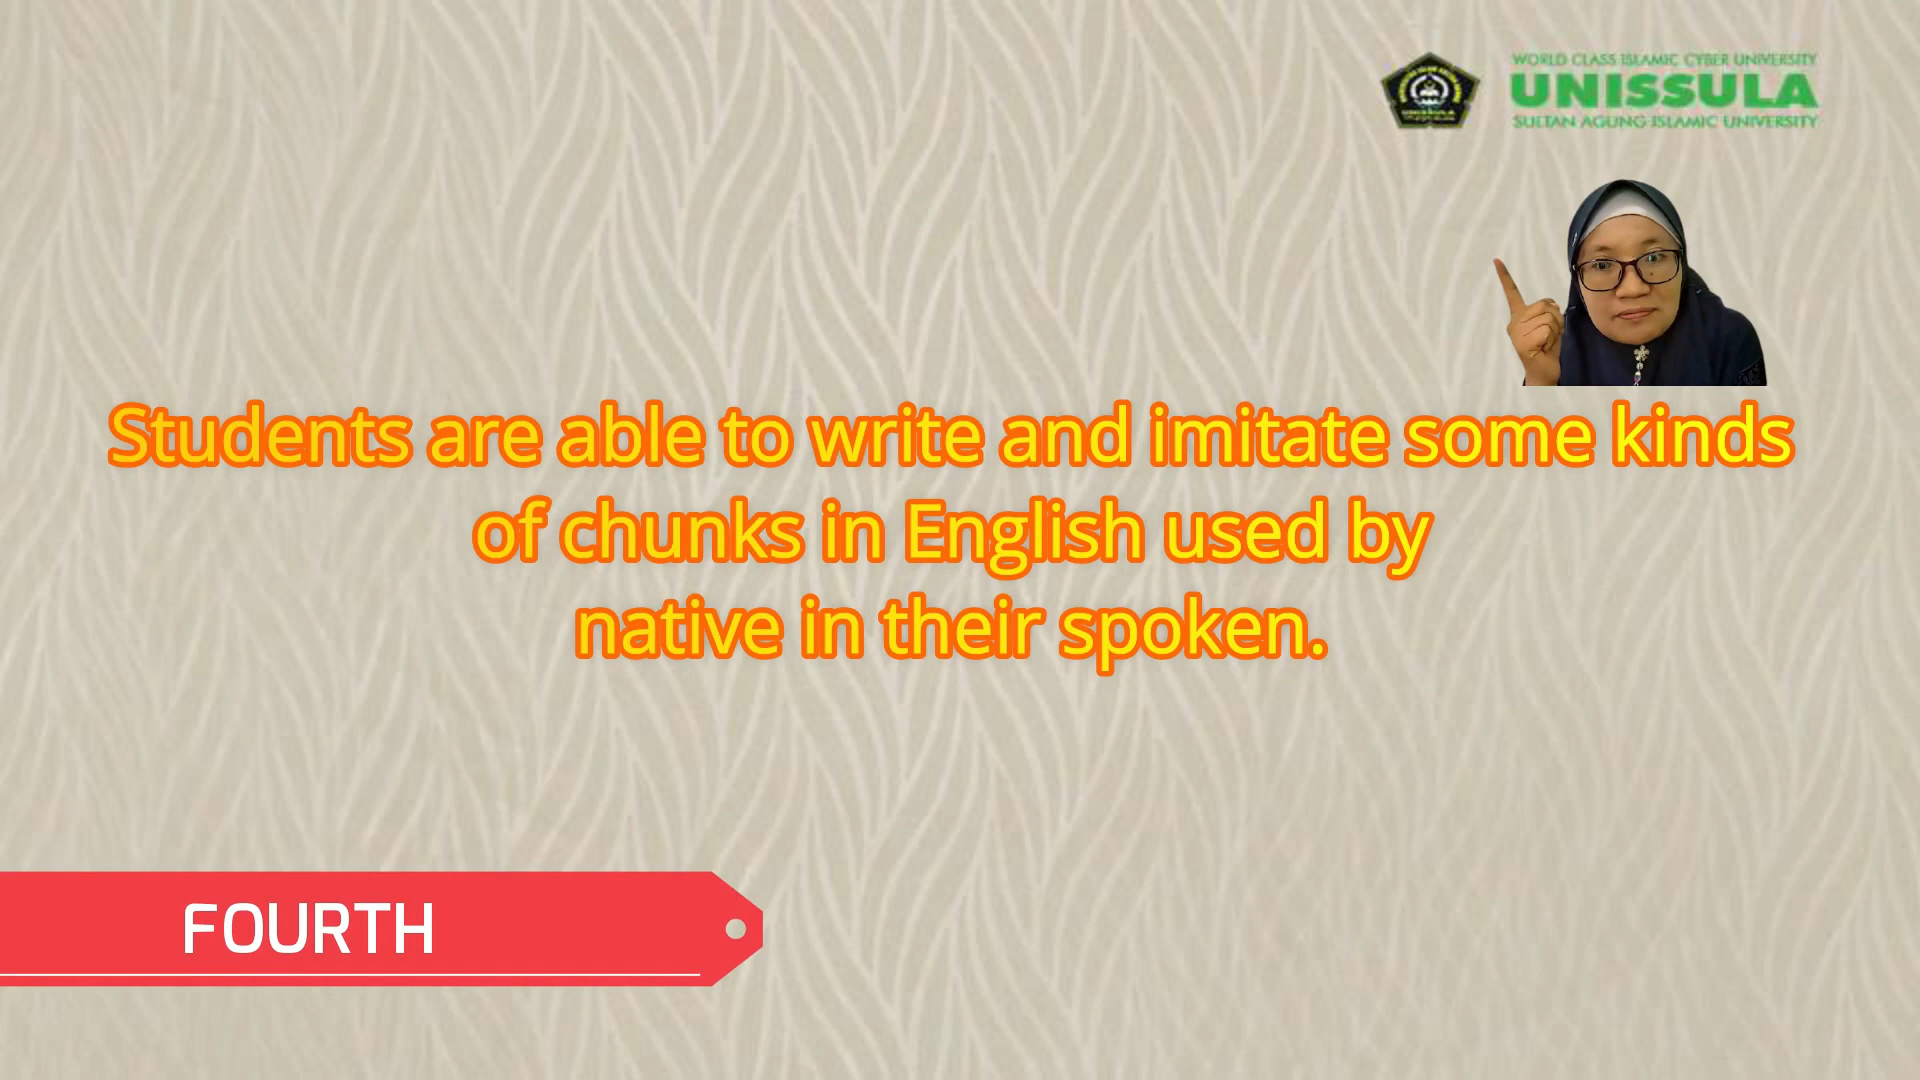 WORLD CLASS ISLAMIC CYBER UNIVERSITY
UNISSULA
SULTAN AGUNG ISLAMIC UNIVERSITY
Students are able to write and imitate some kinds
of chunks in English used by
native in their spoken.
FOURTH